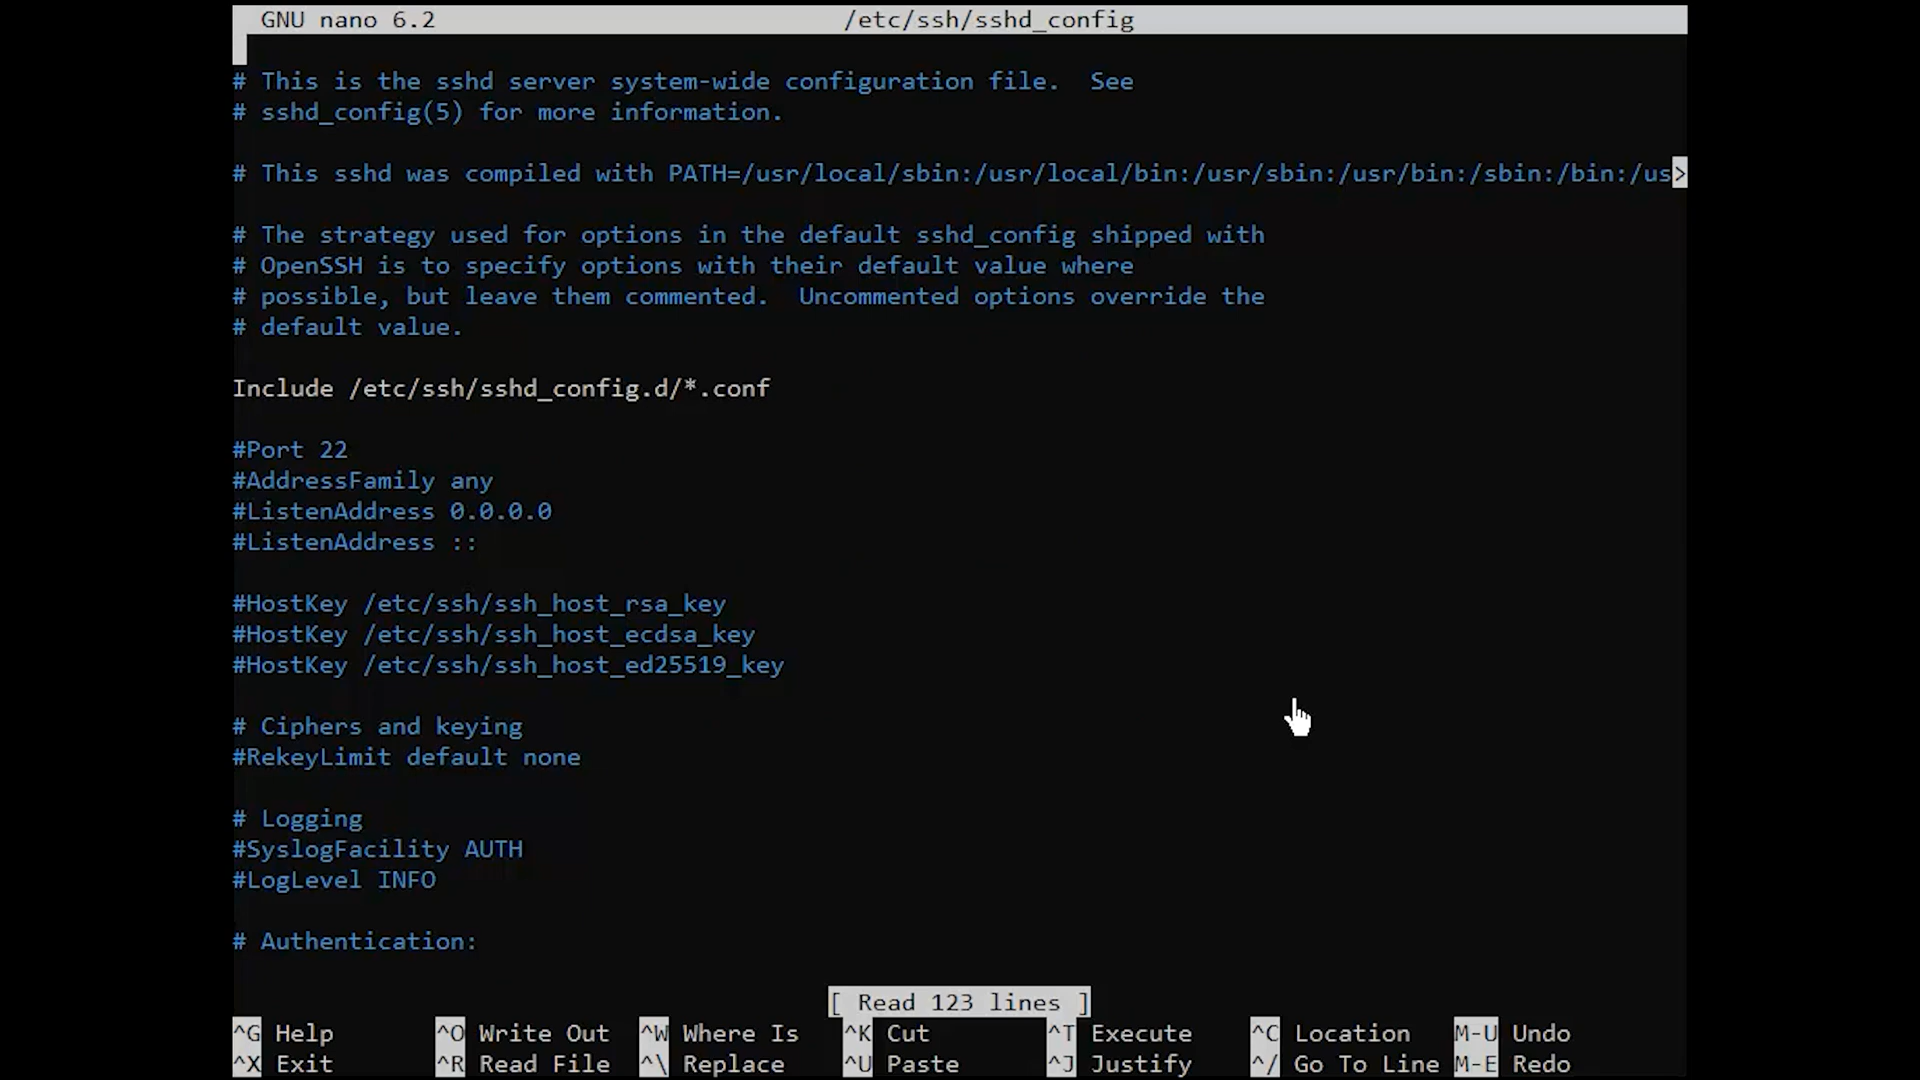 GNU nano 6.2 /etc/ssh/sshd_config
# This is the sshd server system-wide configuration file.  See
# sshd_config(5) for more information.
# This sshd was compiled with PATH=/usr/local/sbin:/usr/local/bin:/usr/sbin:/usr/bin:/sbin:/bin:/us>
# The strategy used for options in the default sshd_config shipped with
# OpenSSH is to specify options with their default value where
# possible, but leave them commented.  Uncommented options override the
# default value.
Include /etc/ssh/sshd_config.d/*.conf
#Port 22
#AddressFamily any
#ListenAddress 0.0.0.0
#ListenAddress ::
#HostKey /etc/ssh/ssh_host_rsa_key
#HostKey /etc/ssh/ssh_host_ecdsa_key
#HostKey /etc/ssh/ssh_host_ed25519_key
# Ciphers and keying
#RekeyLimit default none
# Logging
#SyslogFacility AUTH
#LogLevel INFO
# Authentication:
[ Read 123 lines ]
^G Help ^O Write Out ^W Where Is ^K Cut ^T Execute ^C Location M-U Undo
^X Exit ^R Read File ^\ Replace ^U Paste ^J Justify ^/ Go To Line M-E Redo